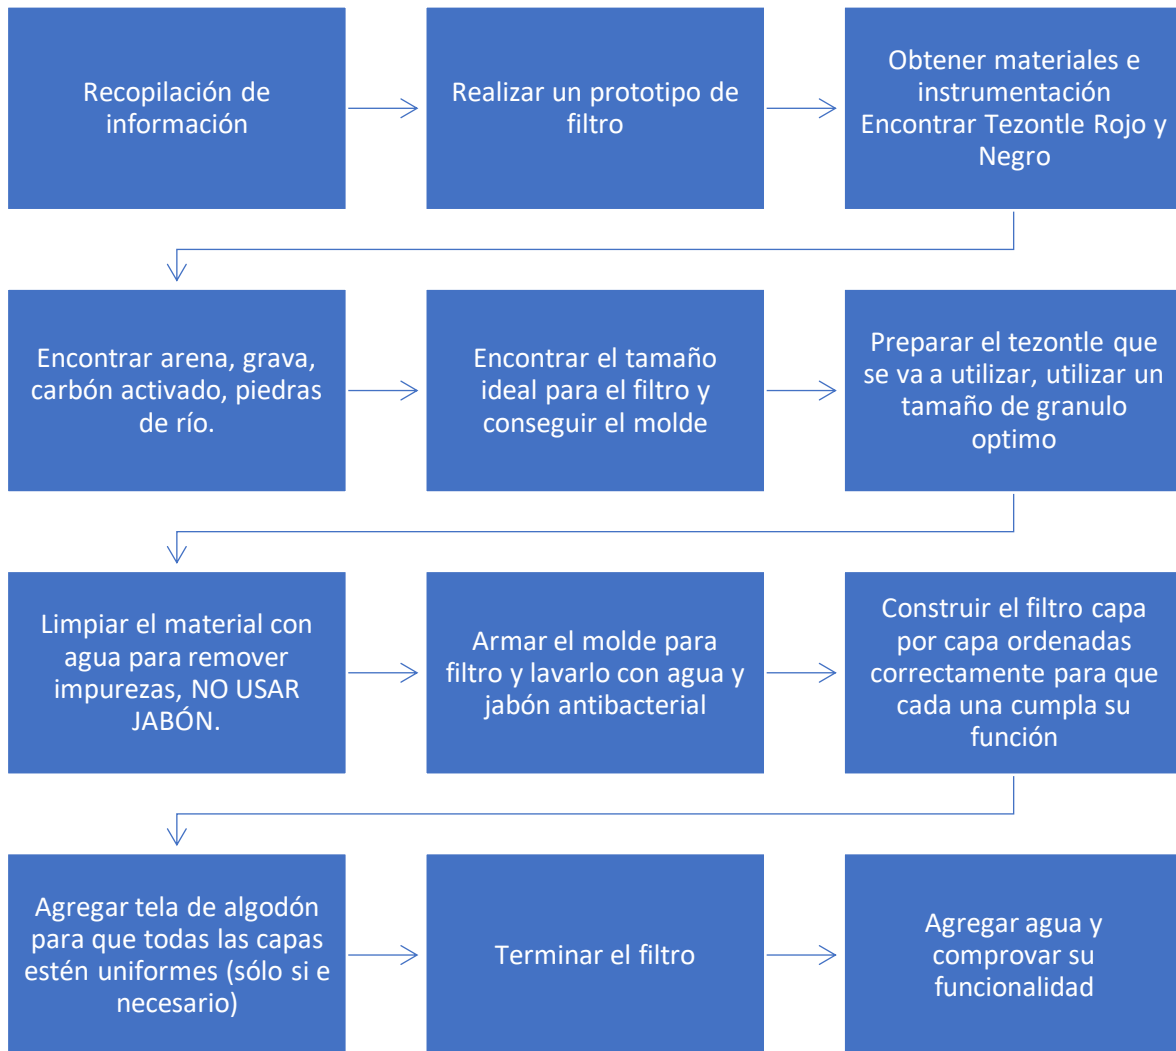 Recopilación de
información
Realizar un prototipo de
filtro
Obtener materiales e
instrumentación
Encontrar Tezontle Rojo y
Negro
Encontrar arena, grava,
carbón activado, piedras
de río.
Encontrar el tamaño
ideal para el filtro y
conseguir el molde
Preparar el tezontle que
se va a utilizar, utilizar un
tamaño de granulo
optimo
Limpiar el material con
agua para remover
impurezas, NO USAR
JABÓN.
Armar el molde para
filtro y lavarlo con agua y
jabón antibacterial
Construir el filtro capa
por capa ordenadas
correctamente para que
cada una cumpla su
función
Agregar tela de algodón
para que todas las capas
estén uniformes (sólo si e
necesario)
Terminar el filtro
Agregar agua y
comprovar su
funcionalidad